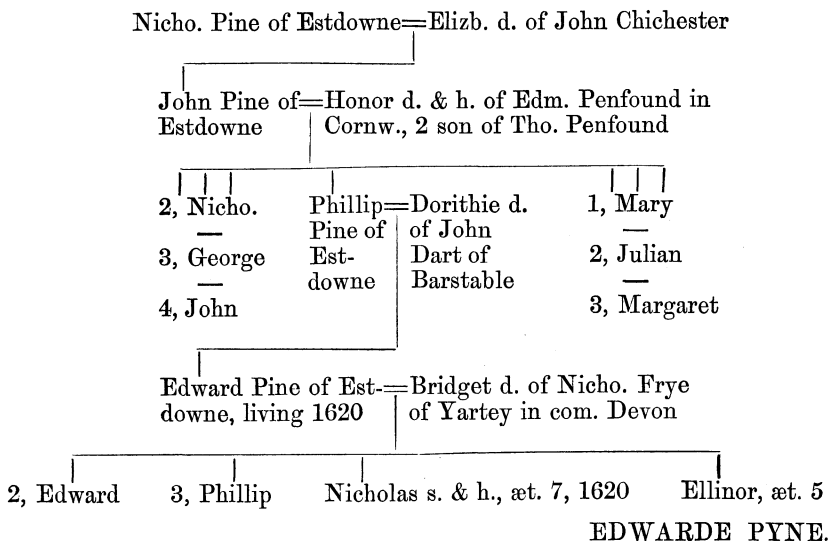 Nicho. Pine of Estdowne=Elizb. d. of John Chichester
John Pine of=Honor d. & h. of Edm. Penfound in
Estdowne Cornw., 2 son of Tho. Penfound
2, Nicho. Phillip=Dorithie d. 1, Mary
Pine of of John
3, George Est- Dart of 2, Julian
downe Barstable
4, John 3, Margaret
Edward Pine of Est-=Bridget d. of Nicho. Frye
downe, living 1620 of Yartey in com. Devon
2, Edward 3, Phillip Nicholas s. & h., æt. 7, 1620 Ellinor, æt. 5
EDWARDE PYNE.